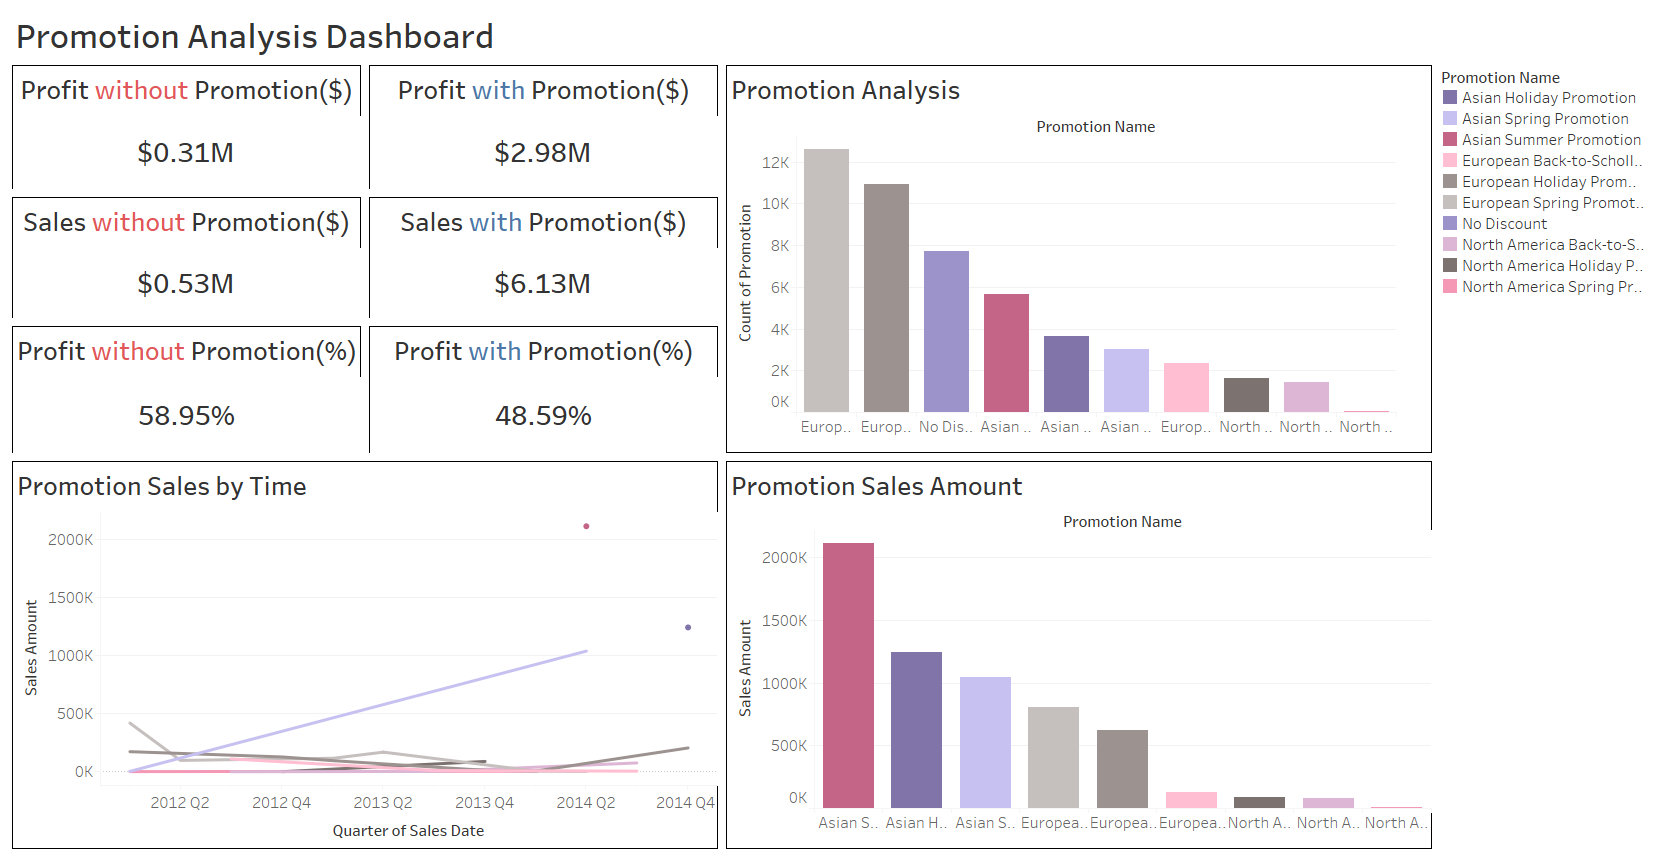 Promotion Analysis Dashboard
Profit without Promotion($)
$0.31M
Profit with Promotion($)
$2.98M
Sales without Promotion($)
$0.53M
Sales with Promotion($)
$6.13M
Profit without Promotion(%)
58.95%
Profit with Promotion(%)
48.59%
Promotion Analysis
Promotion Name
Count of Promotion
12K
10K
8K
6K
4K
2K
0K
Europ..
Europ..
No Dis..
Asian ..
Asian ..
Asian ..
Europ..
North ..
North ..
North ..
Promotion Name
Asian Holiday Promotion
Asian Spring Promotion
Asian Summer Promotion
European Back-to-Scholl..
European Holiday Prom..
European Spring Promot..
No Discount
North America Back-to-S..
North America Holiday P..
North America Spring Pr..
Promotion Sales by Time
Sales Amount
2000K
1500K
1000K
500K
0K
2012 Q2
2012 Q4
2013 Q2
2013 Q4
2014 Q2
2014 Q4
Quarter of Sales Date
Promotion Sales Amount
Promotion Name
Sales Amount
2000K
1500K
1000K
500K
0K
Asian S..
Asian H..
Asian S..
Europea..
Europea..
Europea..
North A..
North A..
North A..